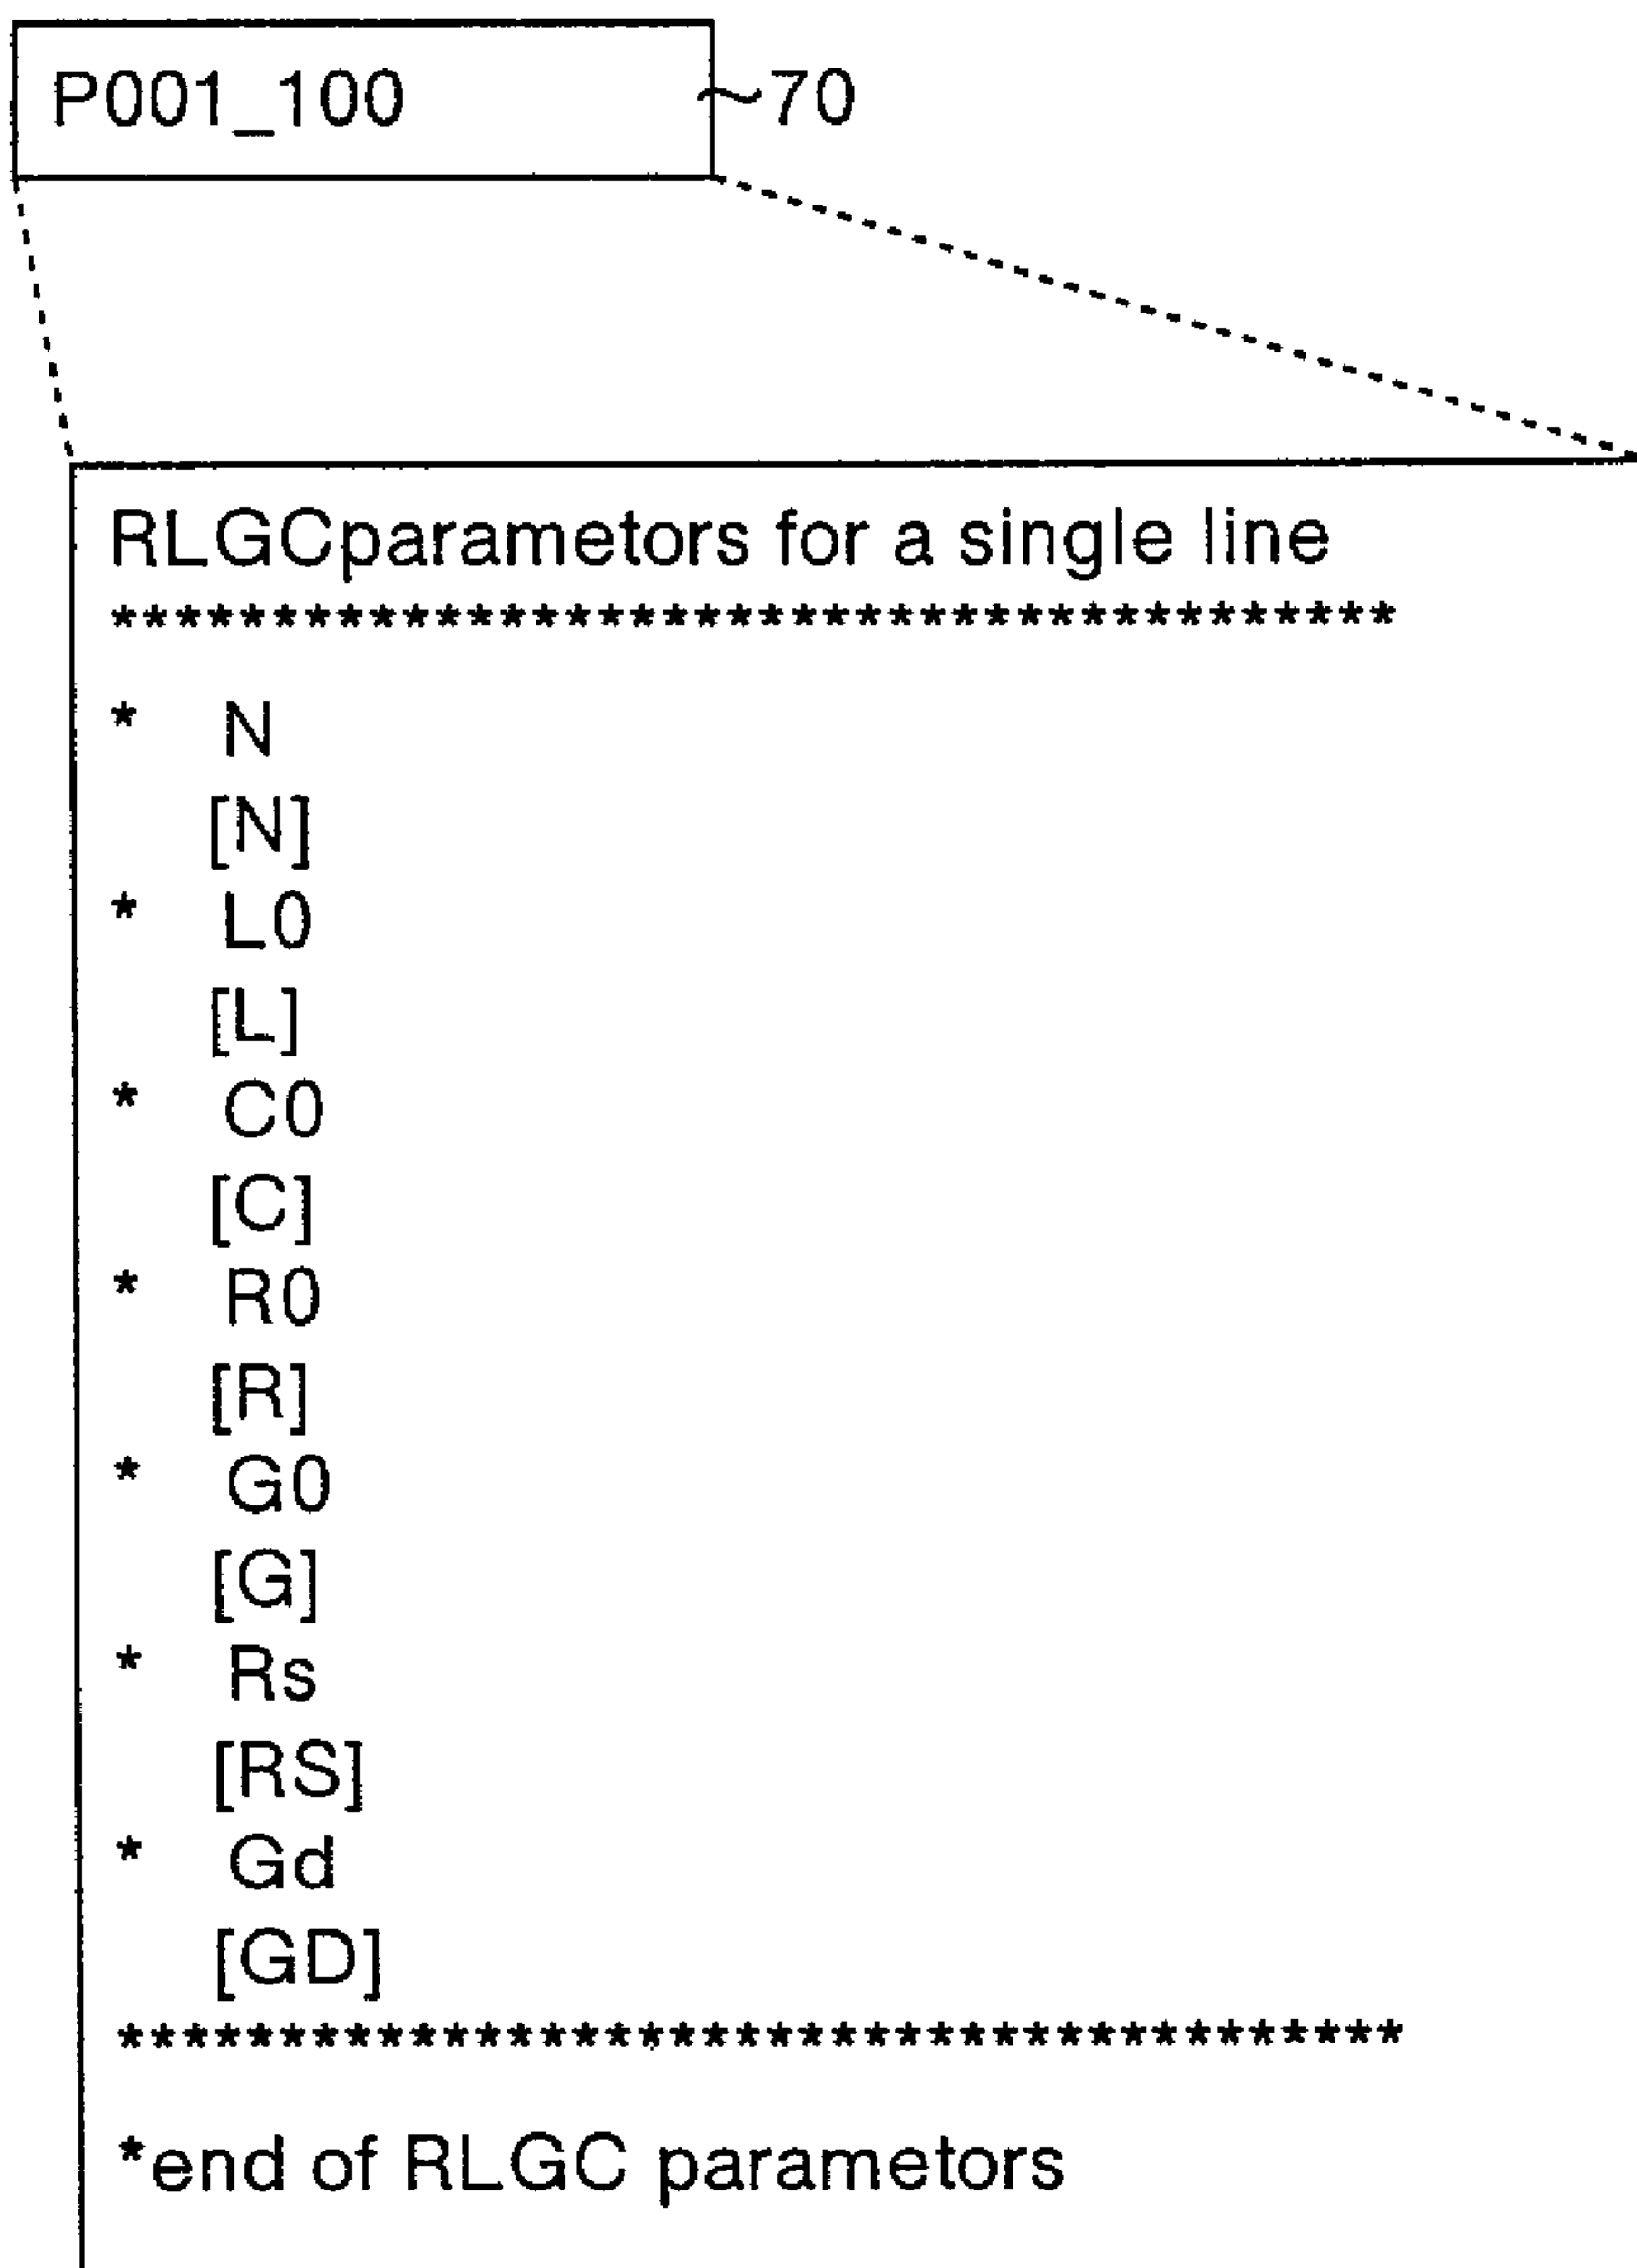 P001_100 ~70
RLGCparametors for a single line
****************************************
* N
[N]
* L0
[L]
* C0
[C]
* R0
[R]
* G0
[G]
* Rs
[RS]
* Gd
[GD]
****************************************
*end of RLGC parametors